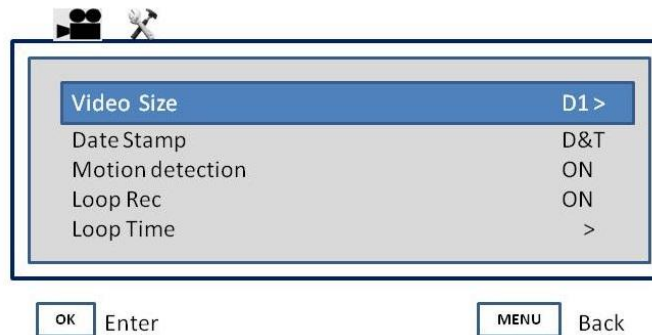 Video Size D1 >
Date Stamp D&T
Motion detection ON
Loop Rec ON
Loop Time >
OK Enter MENU Back